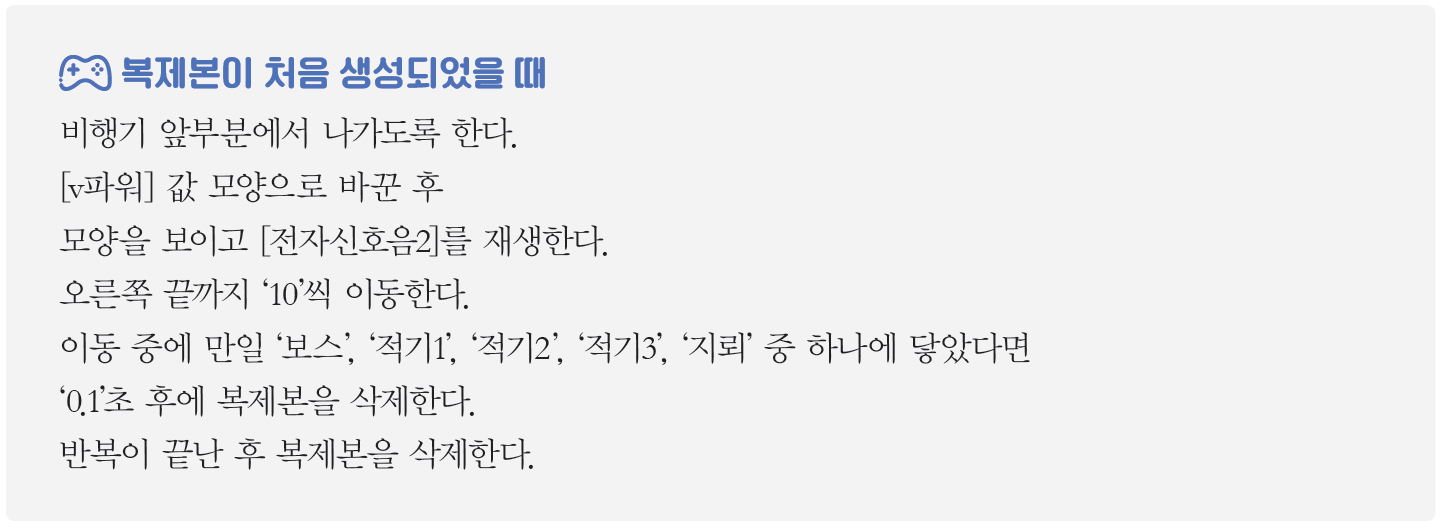 복제본이 처음 생성되었을 때
비행기 앞부분에서 나가도록 한다.
[v파워] 값 모양으로 바꾼 후
모양을 보이고 [전자신호음2]를 재생한다.
오른쪽 끝까지 ‘10’씩 이동한다.
이동 중에 만일 ‘보스’, ‘적기1’, ‘적기2’, ‘적기3’, ‘지뢰’ 중 하나에 닿았다면
‘0.1’초 후에 복제본을 삭제한다.
반복이 끝난 후 복제본을 삭제한다.